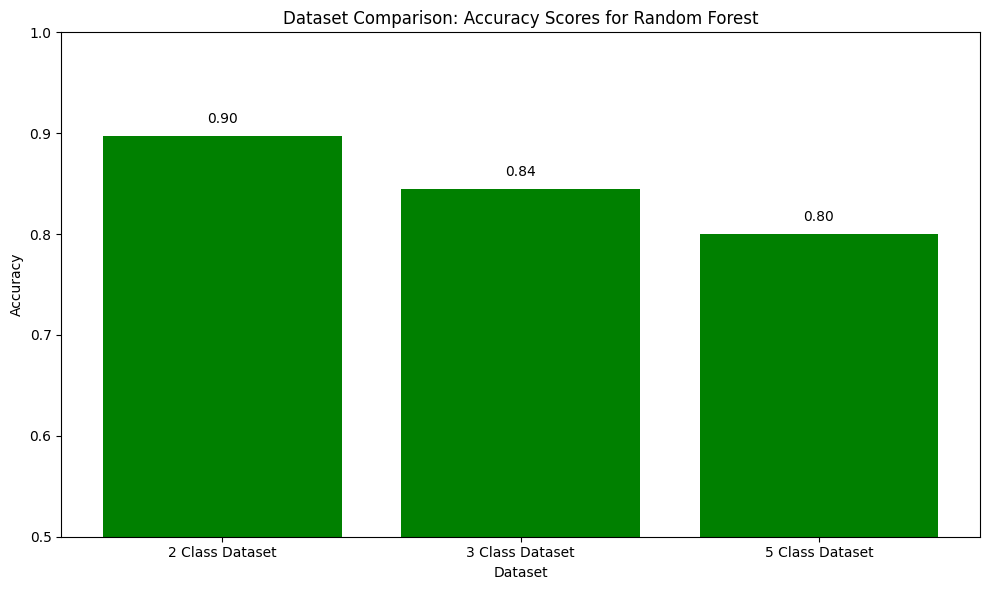 Dataset Comparison: Accuracy Scores for Random Forest
1.0
0.9
0.8
0.7
0.6
0.5
Accuracy
0.90
0.84
0.80
2 Class Dataset
3 Class Dataset
5 Class Dataset
Dataset